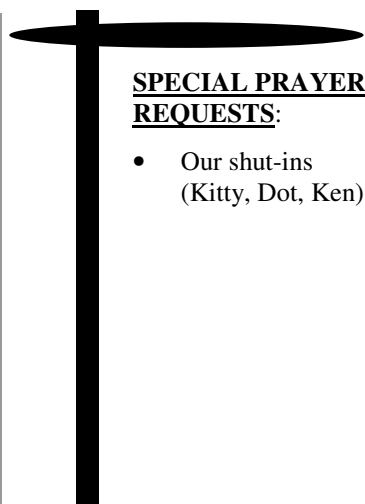 SPECIAL PRAYER
REQUESTS:
• Our shut-ins
(Kitty, Dot, Ken)